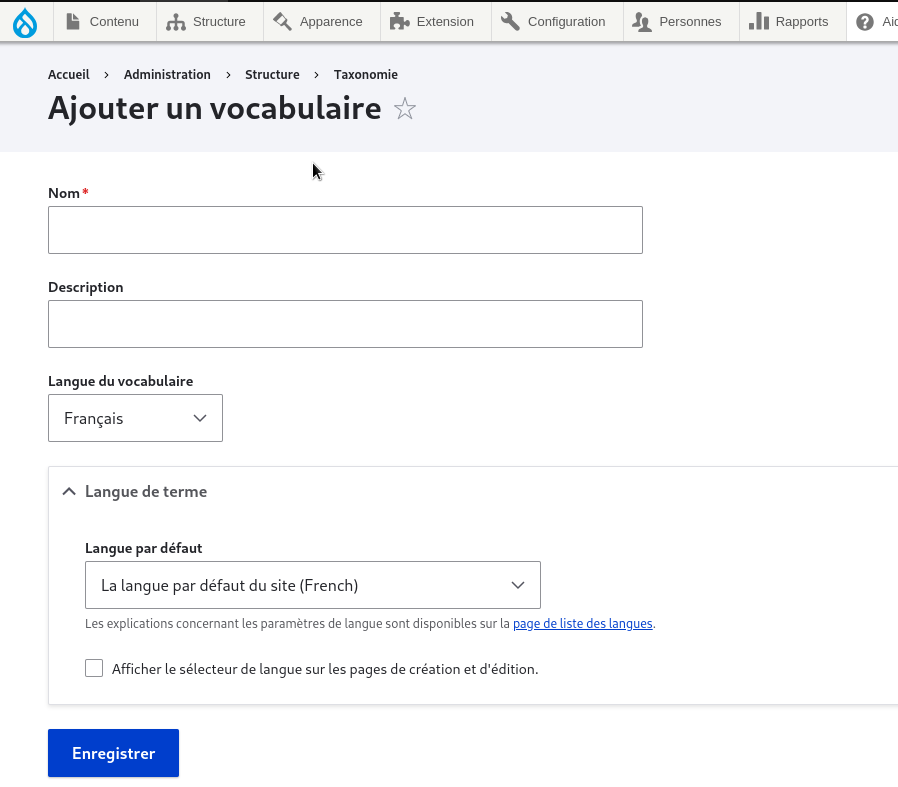 Contenu Structure Apparence Extension Configuration Personnes Rapports
Accueil › Administration › Structure › Taxonomie
Ajouter un vocabulaire
Nom*
Description
Langue du vocabulaire
Français
Langue de terme
Langue par défaut
La langue par défaut du site (French)
Les explications concernant les paramètres de langue sont disponibles sur la page de liste des langues.
Afficher le sélecteur de langue sur les pages de création et d'édition.
Enregistrer